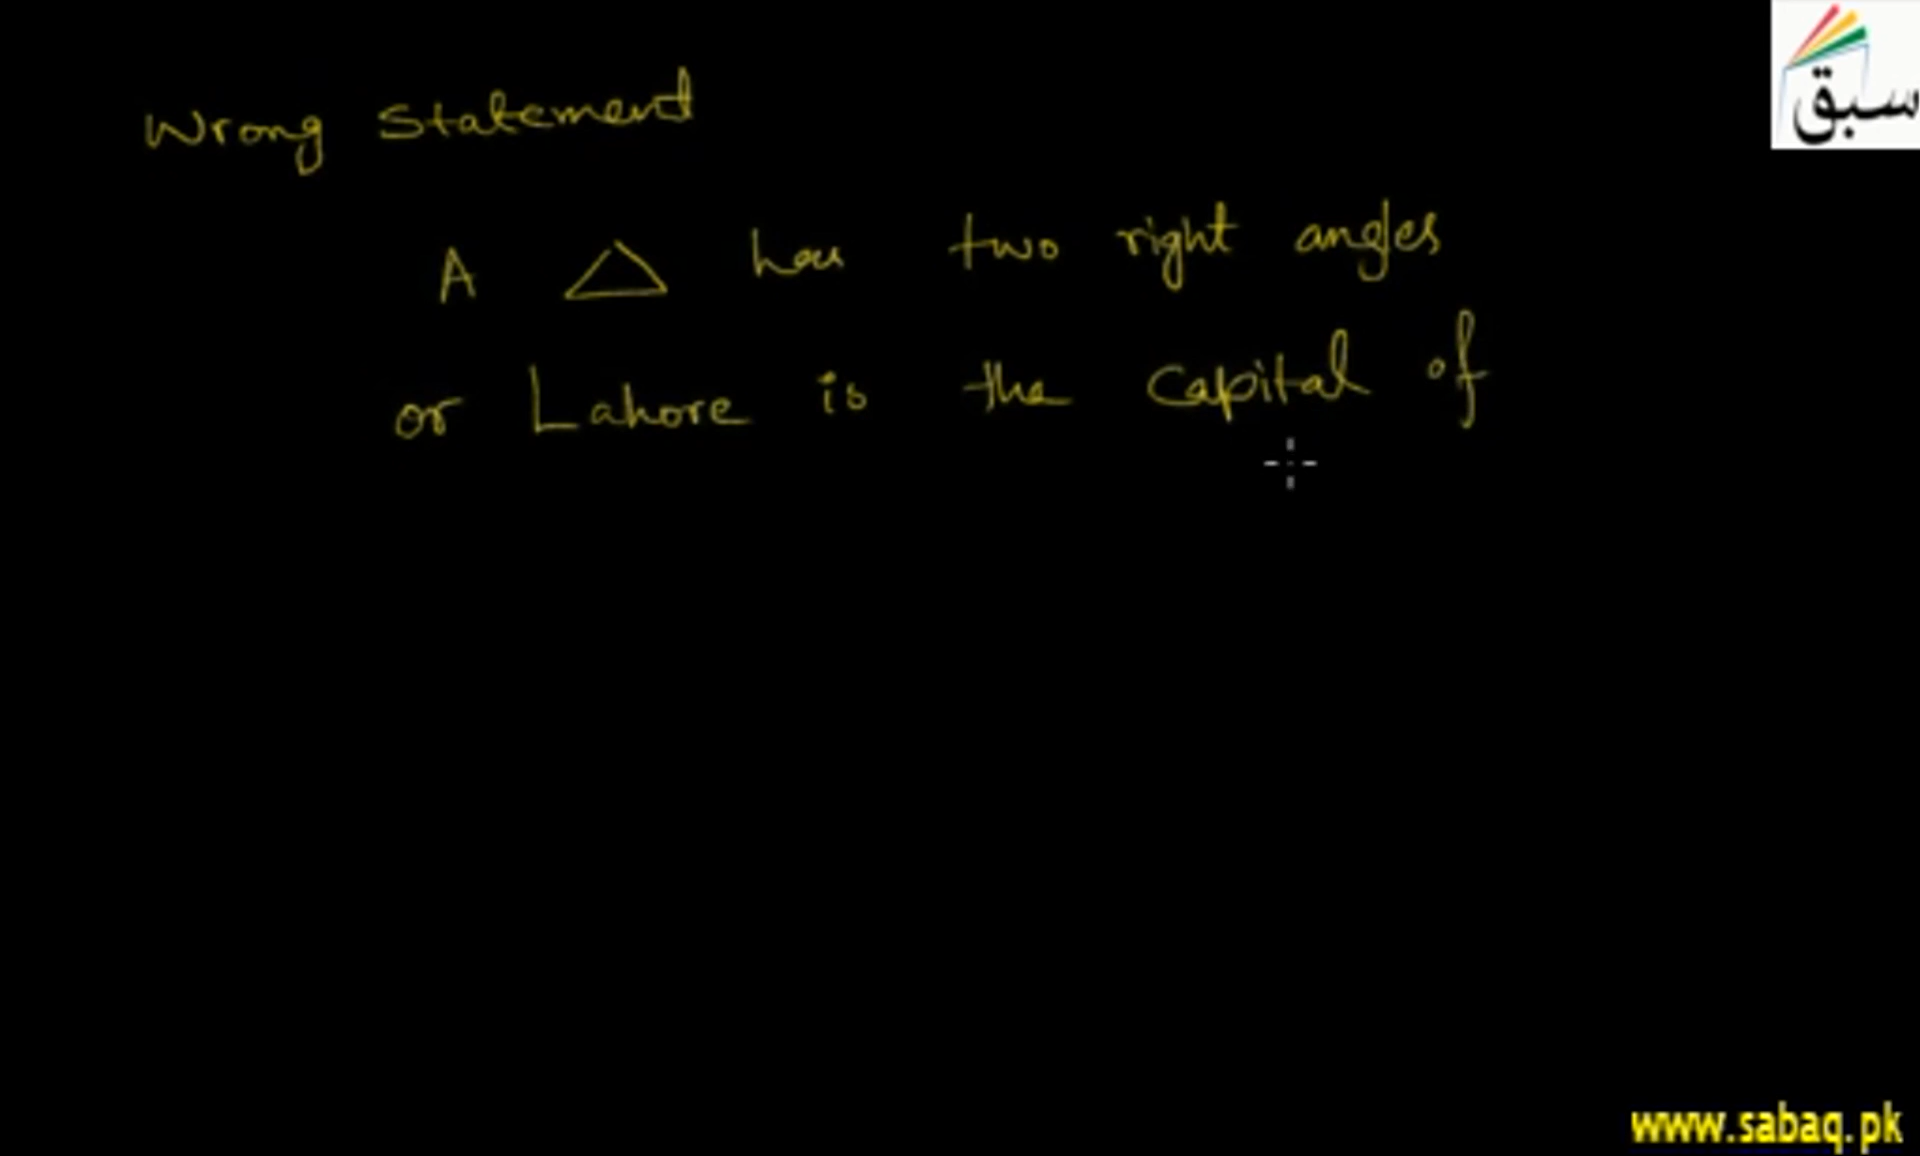 سبق
Wrong Statement
A △ has two right angles
or Lahore is the Capital of
www.sabaq.pk